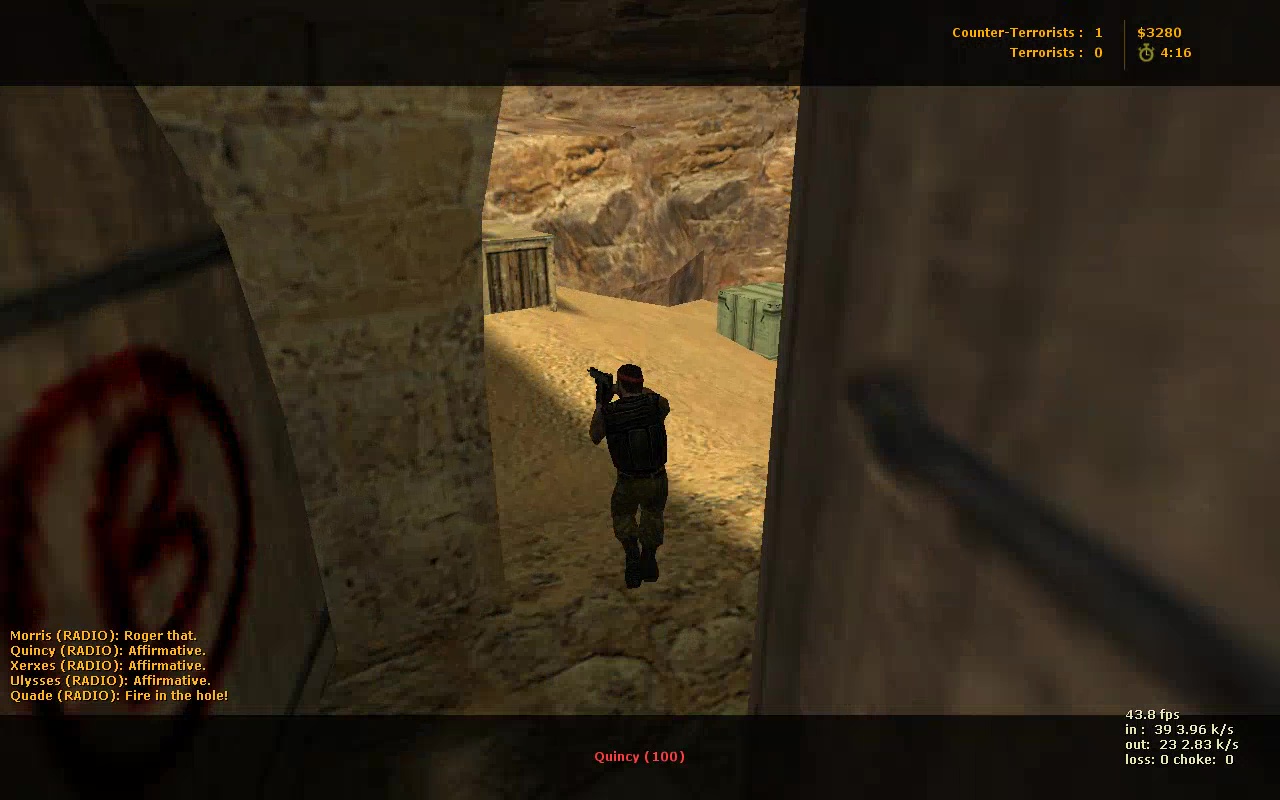 Counter-Terrorists : 1 $3280
Terrorists : 0 4:16
B
Morris (RADIO): Roger that.
Quincy (RADIO): Affirmative.
Xerxes (RADIO): Affirmative.
Ulysses (RADIO): Affirmative.
Quade (RADIO): Fire in the hole!
43.8 fps
in : 39 3.96 k/s
out: 23 2.83 k/s
loss: 0 choke: 0
Quincy (100)